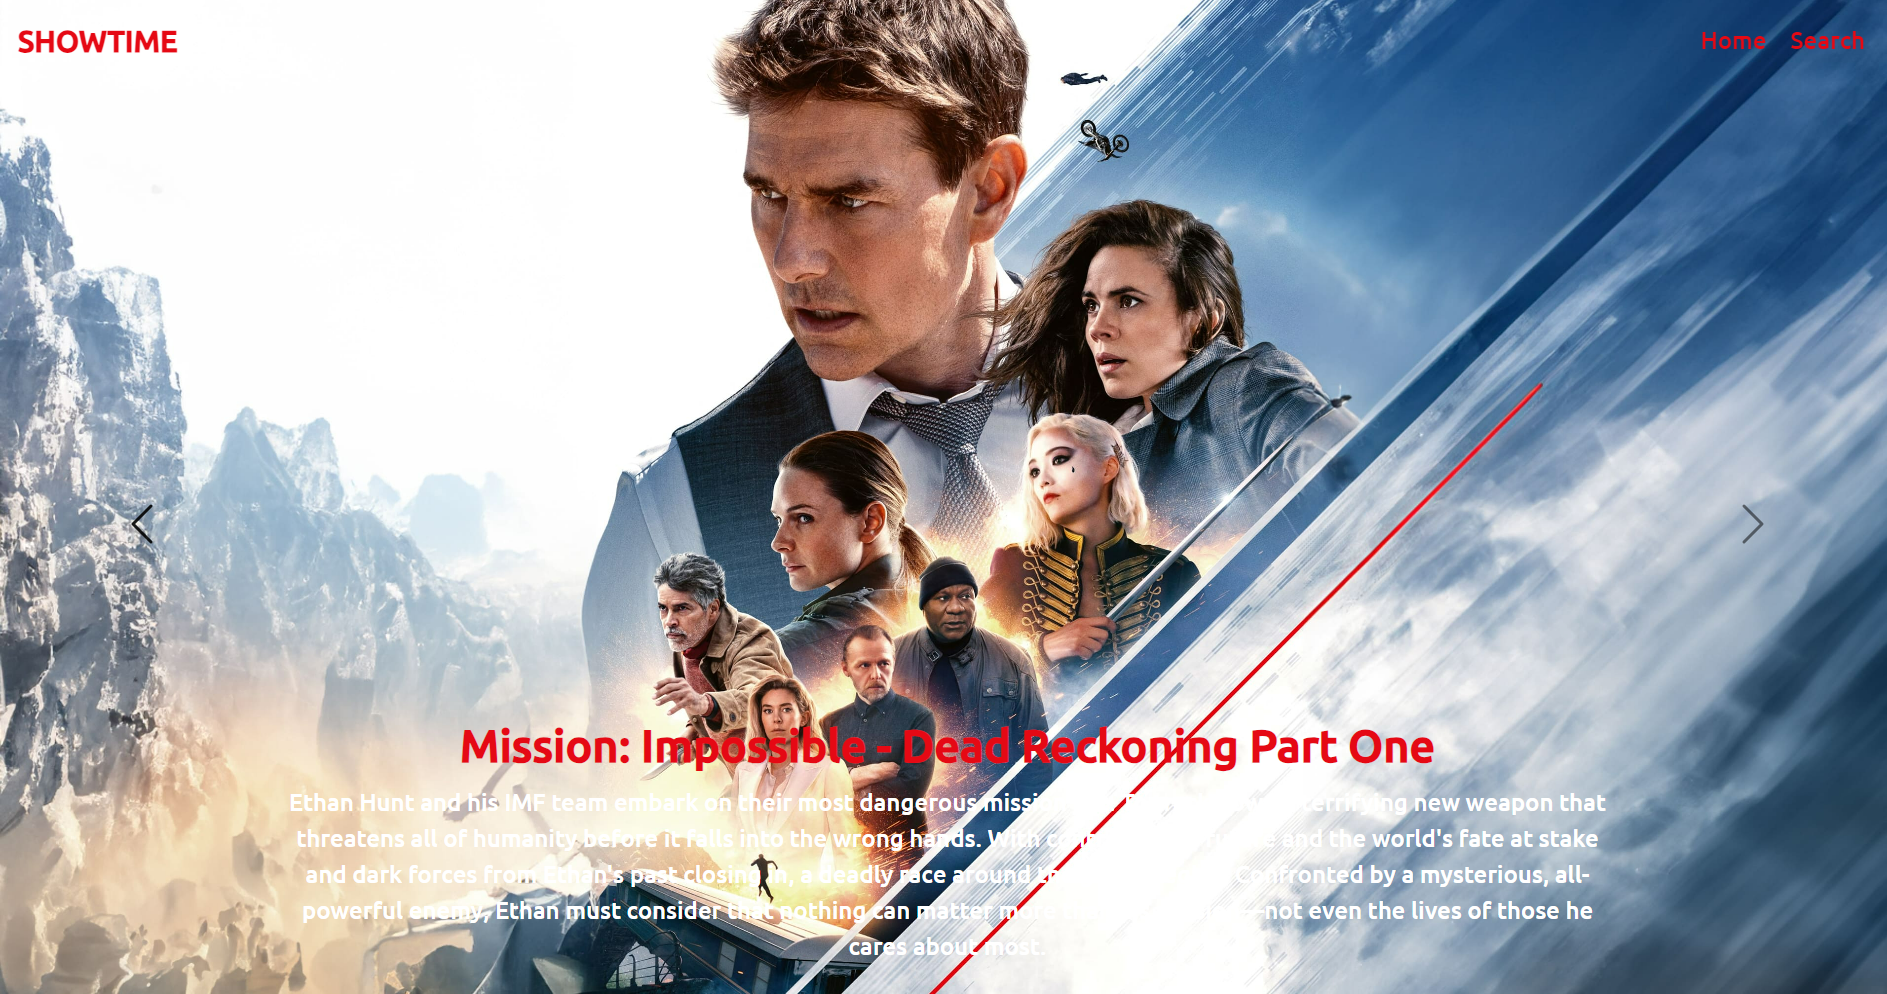 SHOWTIME
Home Search
Mission: Impossible - Dead Reckoning Part One
Ethan Hunt and his IMF team embark on their most dangerous terrifying new weapon that
threatens all of humanity before it falls into the wrong hands. With and the world's fate at stake
and dark forces from Ethan's past closing in, a deadly race around Confronted by a mysterious, all-
powerful enemy, Ethan must consider that nothing can matter more not even the lives of those he
cares about most.